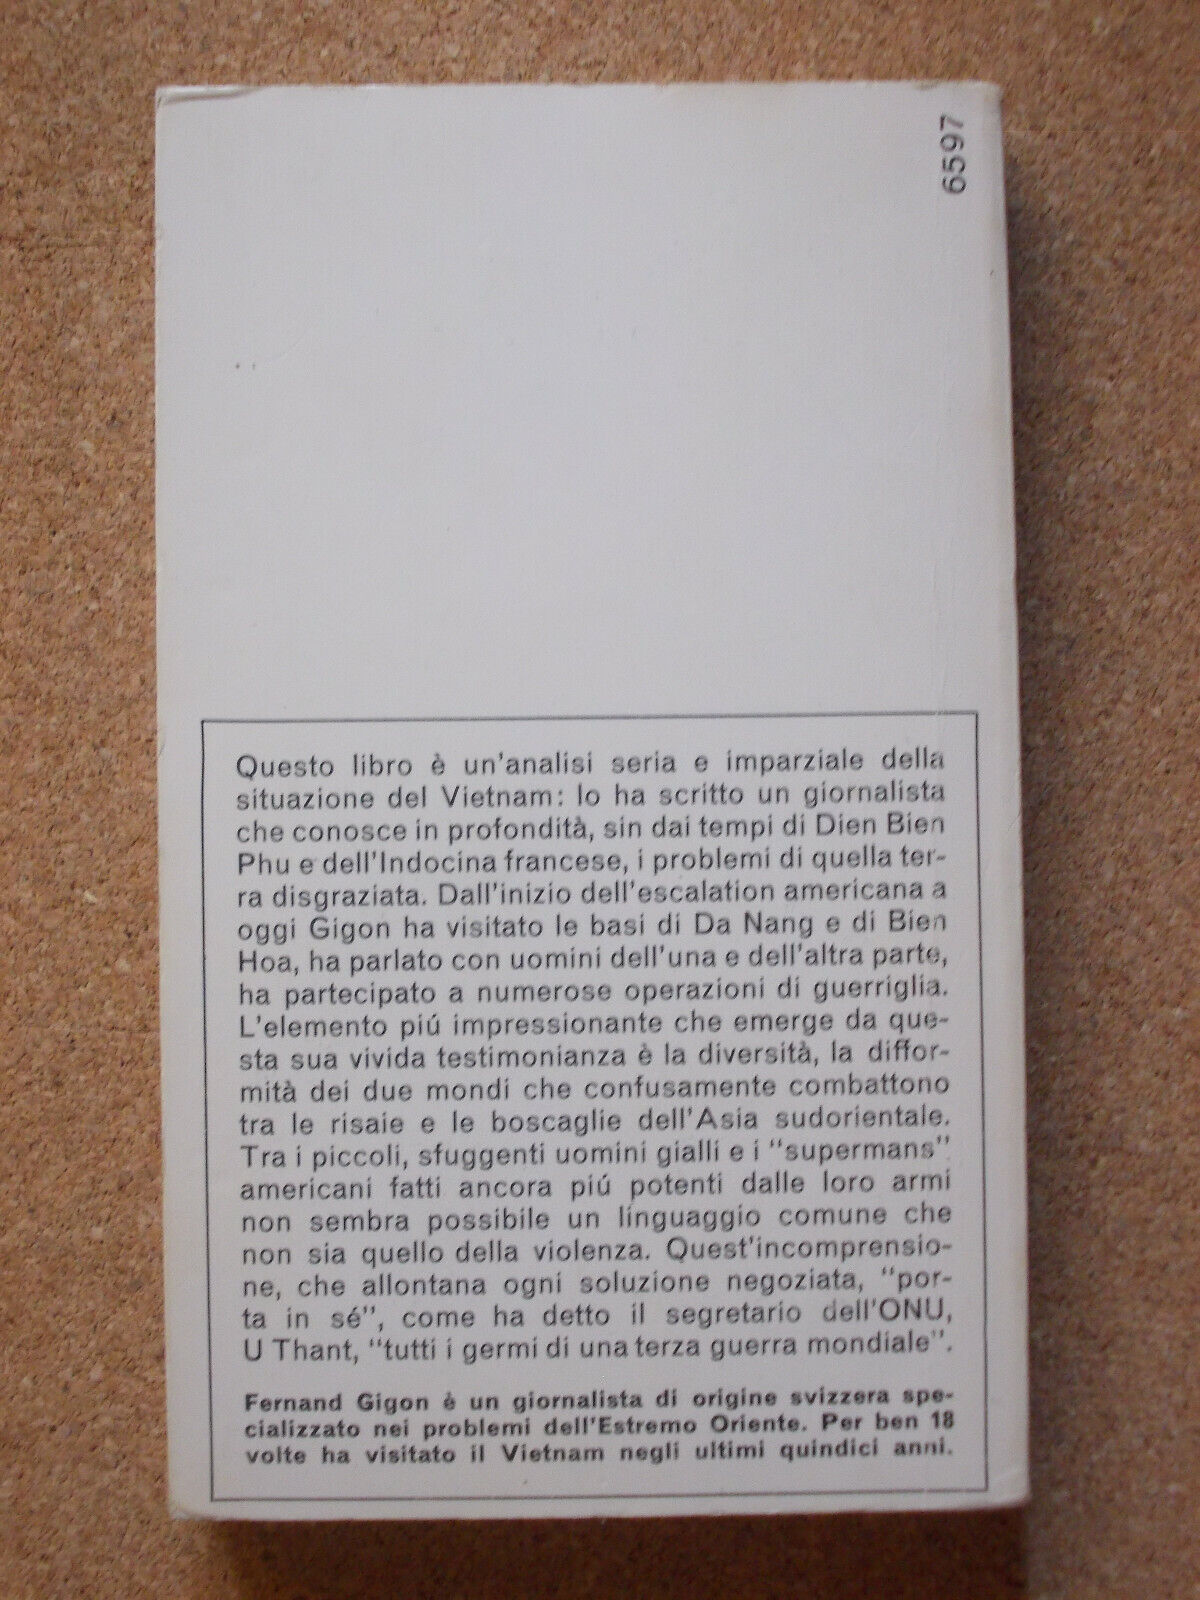 6597
Questo libro è un'analisi seria e imparziale della
situazione del Vietnam: lo ha scritto un giornalista
che conosce in profondità, sin dai tempi di Dien Bien
Phu e dell'Indocina francese, i problemi di quella ter-
ra disgraziata. Dall'inizio dell'escalation americana a
oggi Gigon ha visitato le basi di Da Nang e di Bien
Hoa, ha parlato con uomini dell'una e dell'altra parte,
ha partecipato a numerose operazioni di guerriglia.
L'elemento piú impressionante che emerge da que-
sta sua vivida testimonianza è la diversità, la diffor-
mità dei due mondi che confusamente combattono
tra le risaie e le boscaglie dell'Asia sudorientale.
Tra i piccoli, sfuggenti uomini gialli e i "supermans"
americani fatti ancora piú potenti dalle loro armi
non sembra possibile un linguaggio comune che
non sia quello della violenza. Quest'incomprensio-
ne, che allontana ogni soluzione negoziata, "por-
ta in sé", come ha detto il segretario dell'ONU,
U Thant, "tutti i germi di una terza guerra mondiale".
Fernand Gigon è un giornalista di origine svizzera spe-
cializzato nei problemi dell'Estremo Oriente. Per ben 18
volte ha visitato il Vietnam negli ultimi quindici anni.